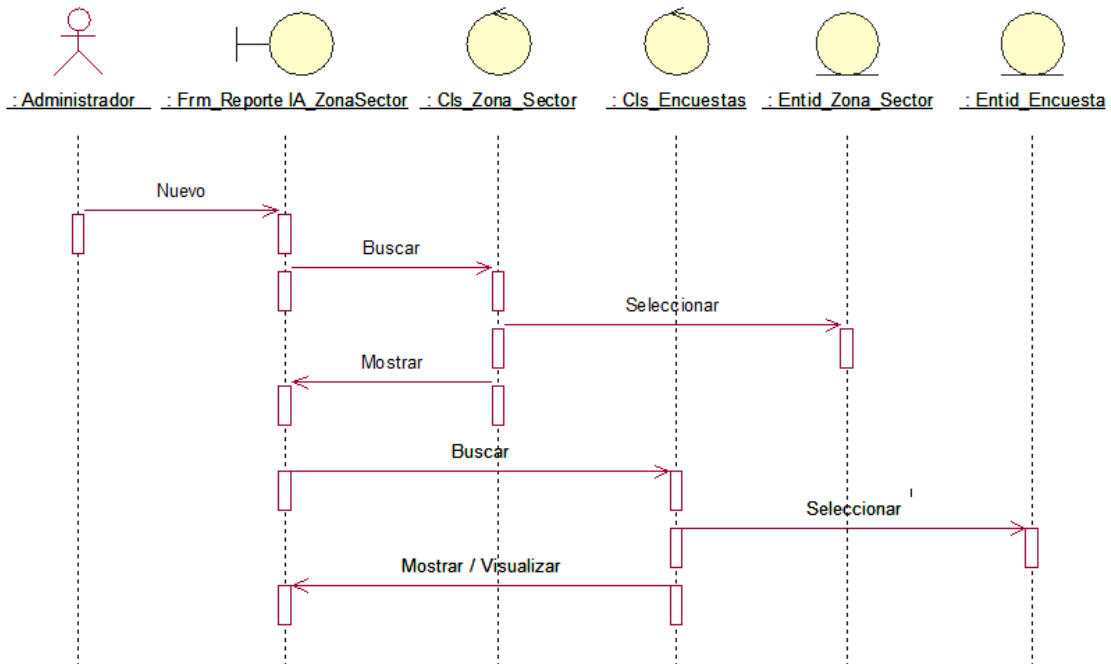 : Administrador : Frm_Reporte IA_ZonaSector : Cls_Zona_Sector : Cls_Encuestas : Entid_Zona_Sector : Entid_Encuesta
Nuevo
Buscar
Seleccionar
Mostrar
Buscar
Seleccionar
Mostrar / Visualizar